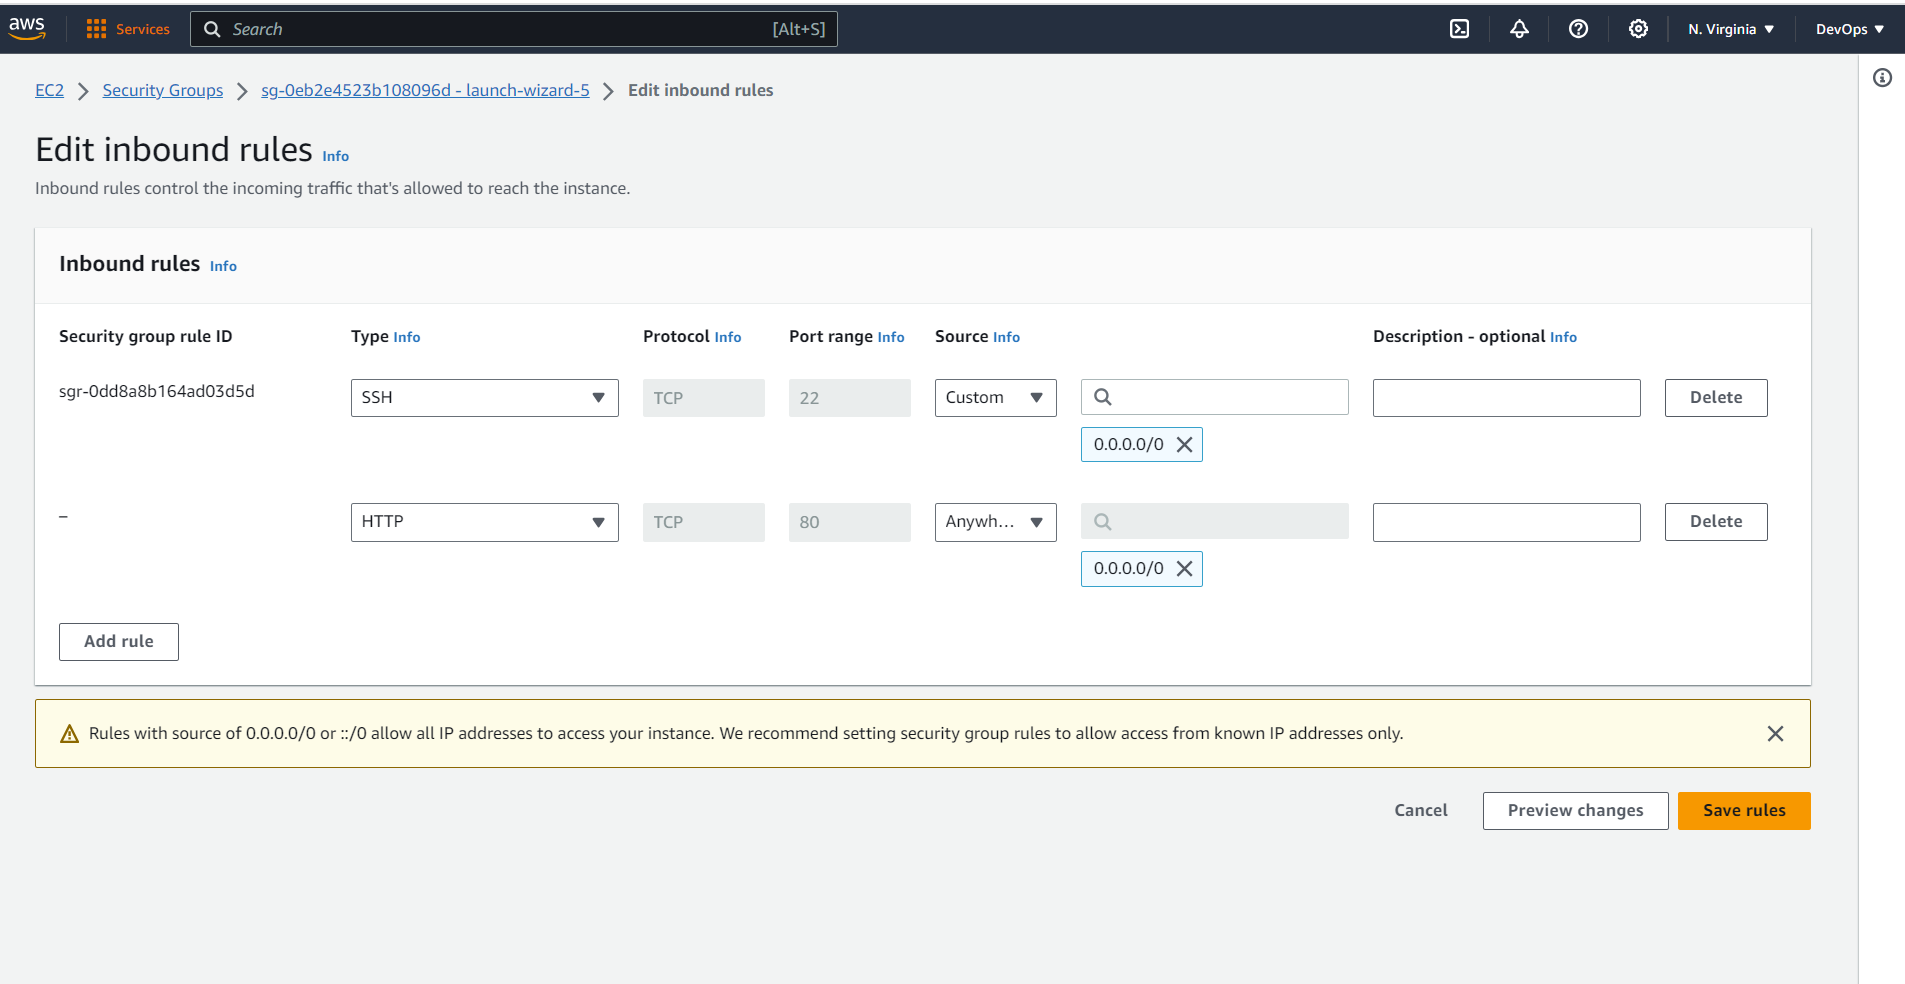 aws Services Search [Alt+S] N. Virginia DevOps
EC2 Security Groups sg-0eb2e4523b108096d - launch-wizard-5 Edit inbound rules
Edit inbound rules Info
Inbound rules control the incoming traffic that's allowed to reach the instance.
Inbound rules Info
Security group rule ID Type Info Protocol Info Port range Info Source Info Description - optional Info
sgr-0dd8a8b164ad03d5d SSH TCP 22 Custom Delete
0.0.0.0/0
– HTTP TCP 80 Anywh... Delete
0.0.0.0/0
Add rule
Rules with source of 0.0.0.0/0 or ::/0 allow all IP addresses to access your instance. We recommend setting security group rules to allow access from known IP addresses only.
Cancel Preview changes Save rules